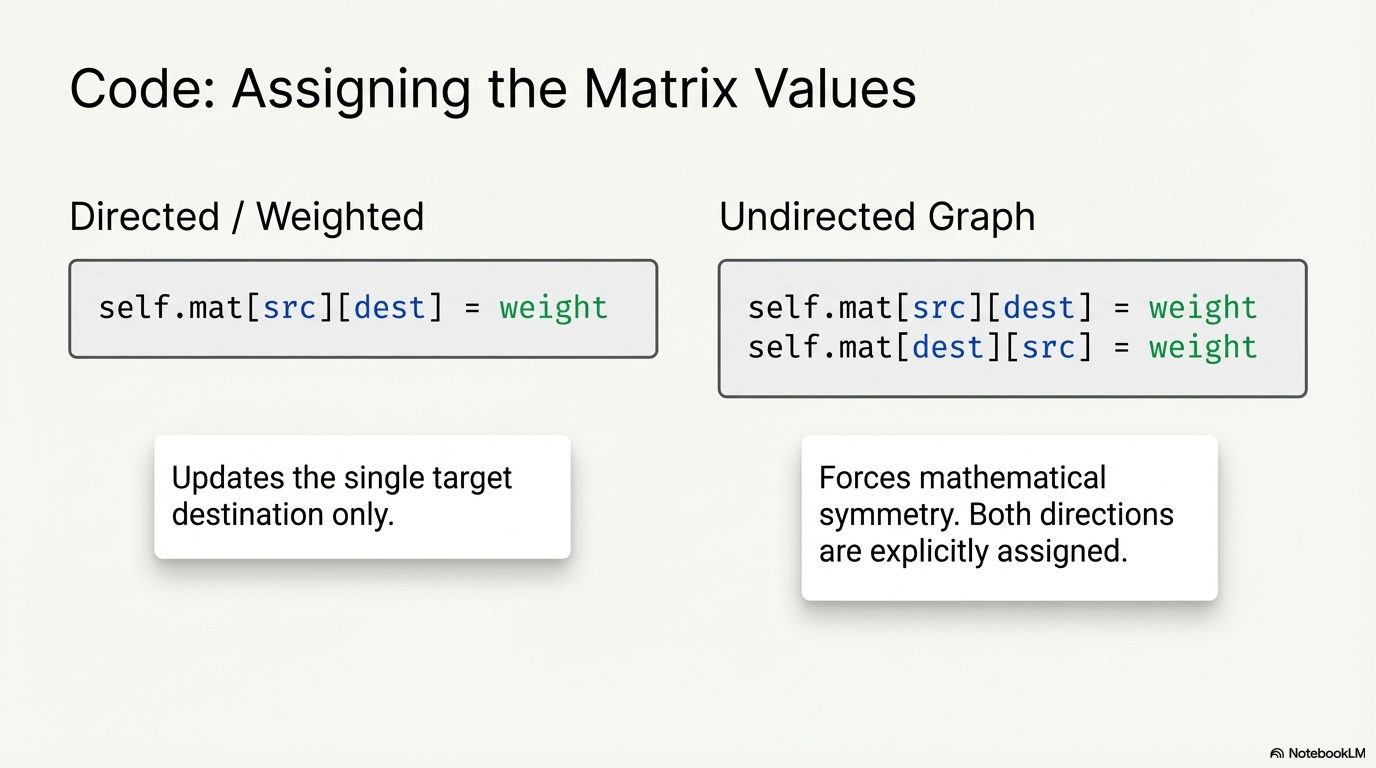 Code: Assigning the Matrix Values
Directed / Weighted
self.mat[src][dest] = weight
Updates the single target
destination only.
Undirected Graph
self.mat[src][dest] = weight
self.mat[dest][src] = weight
Forces mathematical
symmetry. Both directions
are explicitly assigned.
NotebookLM